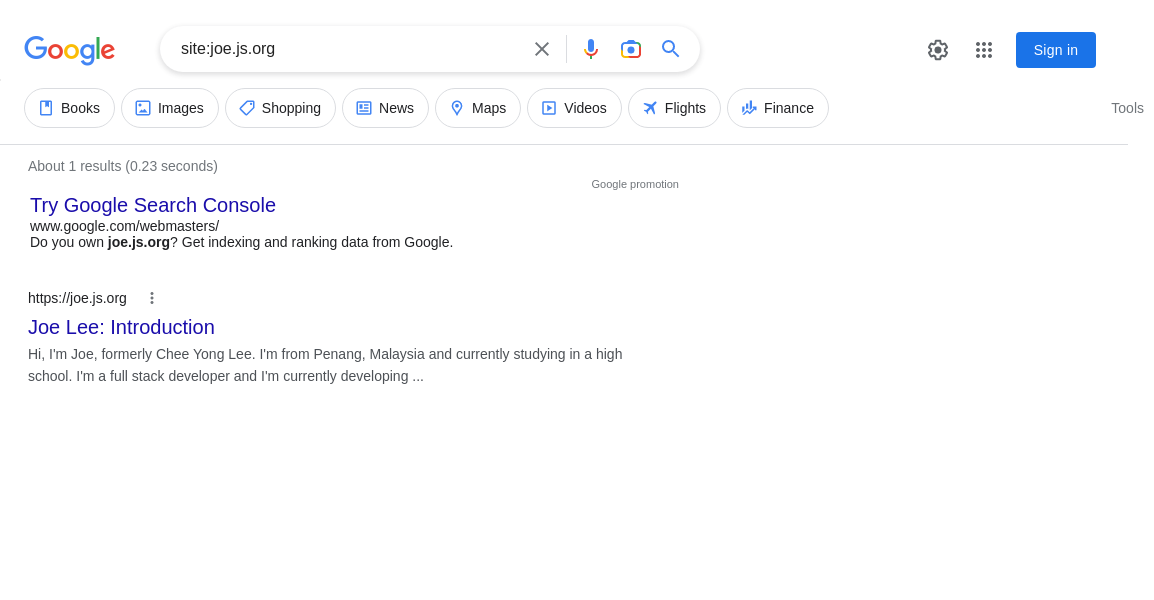 Google
site:joe.js.org
Sign in
Books
Images
Shopping
News
Maps
Videos
Flights
Finance
Tools
About 1 results (0.23 seconds)
Google promotion
Try Google Search Console
www.google.com/webmasters/
Do you own joe.js.org? Get indexing and ranking data from Google.
https://joe.js.org
Joe Lee: Introduction
Hi, I'm Joe, formerly Chee Yong Lee. I'm from Penang, Malaysia and currently studying in a high
school. I'm a full stack developer and I'm currently developing ...